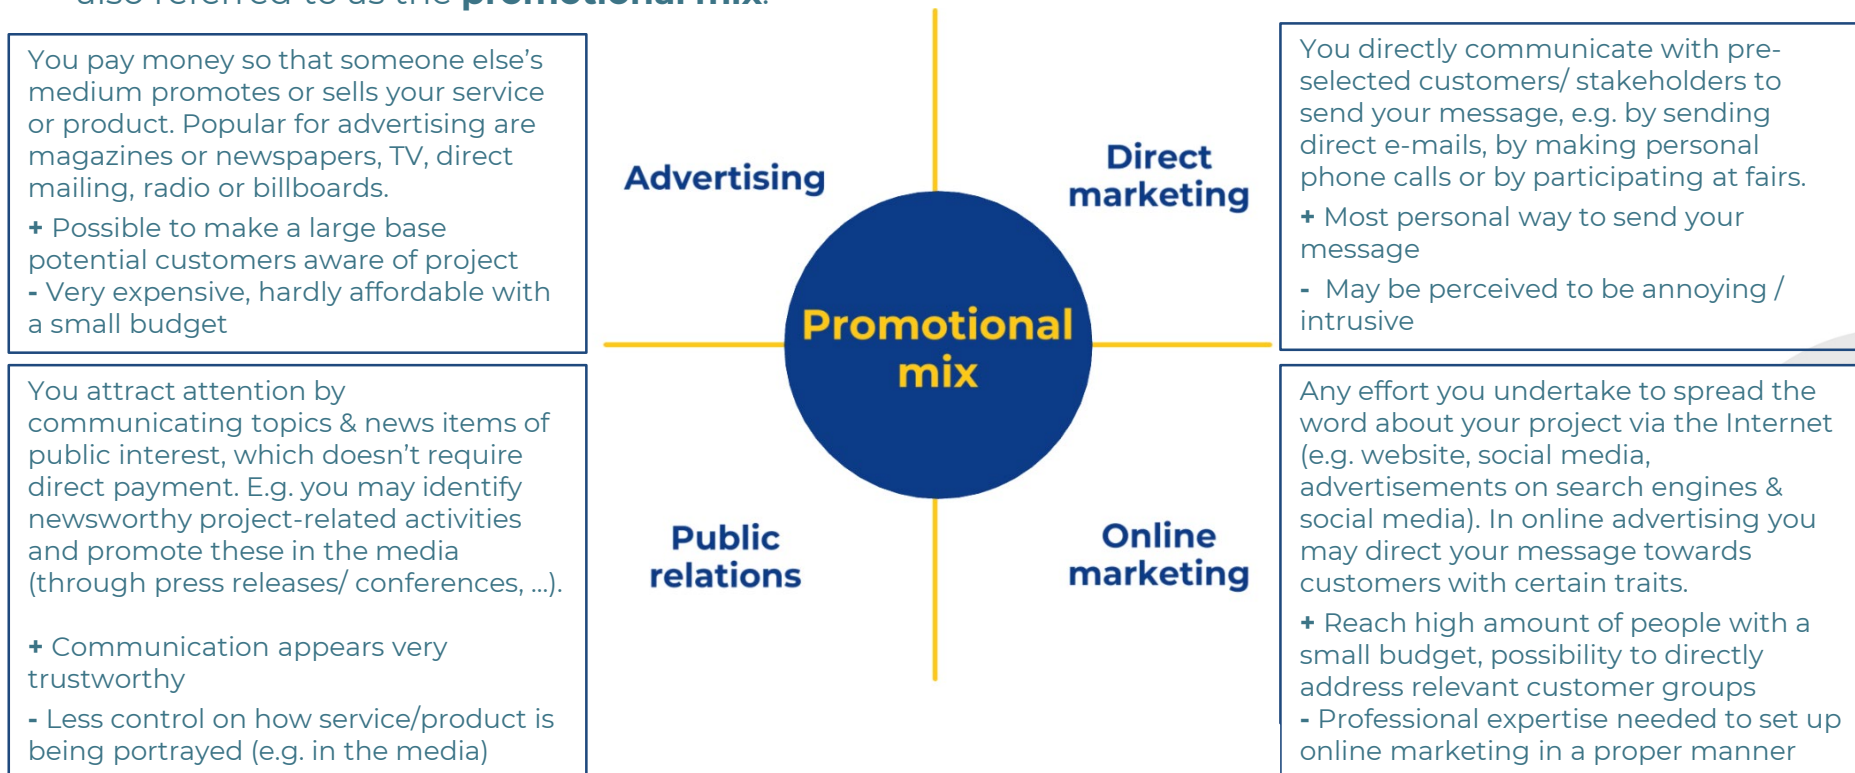 also referred to as the promotional mix.
You pay money so that someone else's
medium promotes or sells your service
or product. Popular for advertising are
magazines or newspapers, TV, direct
mailing, radio or billboards.
+ Possible to make a large base
potential customers aware of project
- Very expensive, hardly affordable with
a small budget
Advertising
Direct
marketing
You directly communicate with pre-
selected customers/ stakeholders to
send your message, e.g. by sending
direct e-mails, by making personal
phone calls or by participating at fairs.
+ Most personal way to send your
message
- May be perceived to be annoying /
intrusive
Promotional
mix
You attract attention by
communicating topics & news items of
public interest, which doesn't require
direct payment. E.g. you may identify
newsworthy project-related activities
and promote these in the media
(through press releases/ conferences, ...).
+ Communication appears very
trustworthy
- Less control on how service/product is
being portrayed (e.g. in the media)
Public
relations
Online
marketing
Any effort you undertake to spread the
word about your project via the Internet
(e.g. website, social media,
advertisements on search engines &
social media). In online advertising you
may direct your message towards
customers with certain traits.
+ Reach high amount of people with a
small budget, possibility to directly
address relevant customer groups
- Professional expertise needed to set up
online marketing in a proper manner